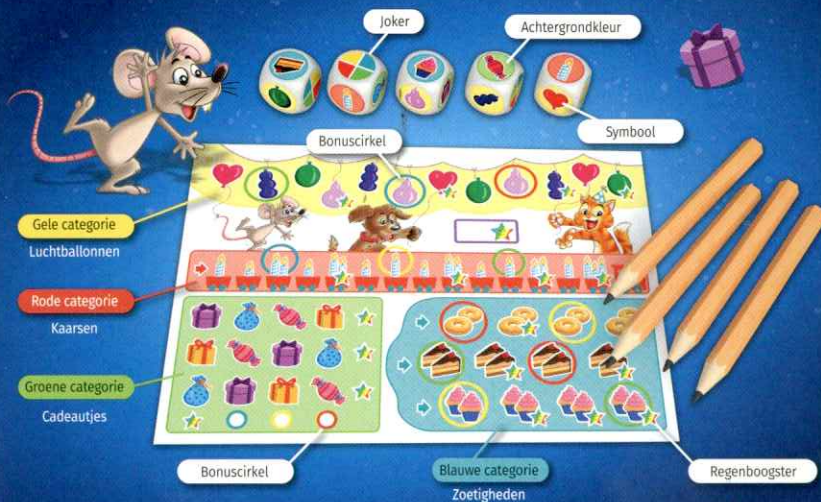 Joker
Achtergrondkleur
Symbool
Bonuscirkel
Gele categorie
Luchtballonnen
Rode categorie
Kaarsen
Groene categorie
Cadeautjes
Bonuscirkel
Blauwe categorie
Zoetigheden
Regenboogster